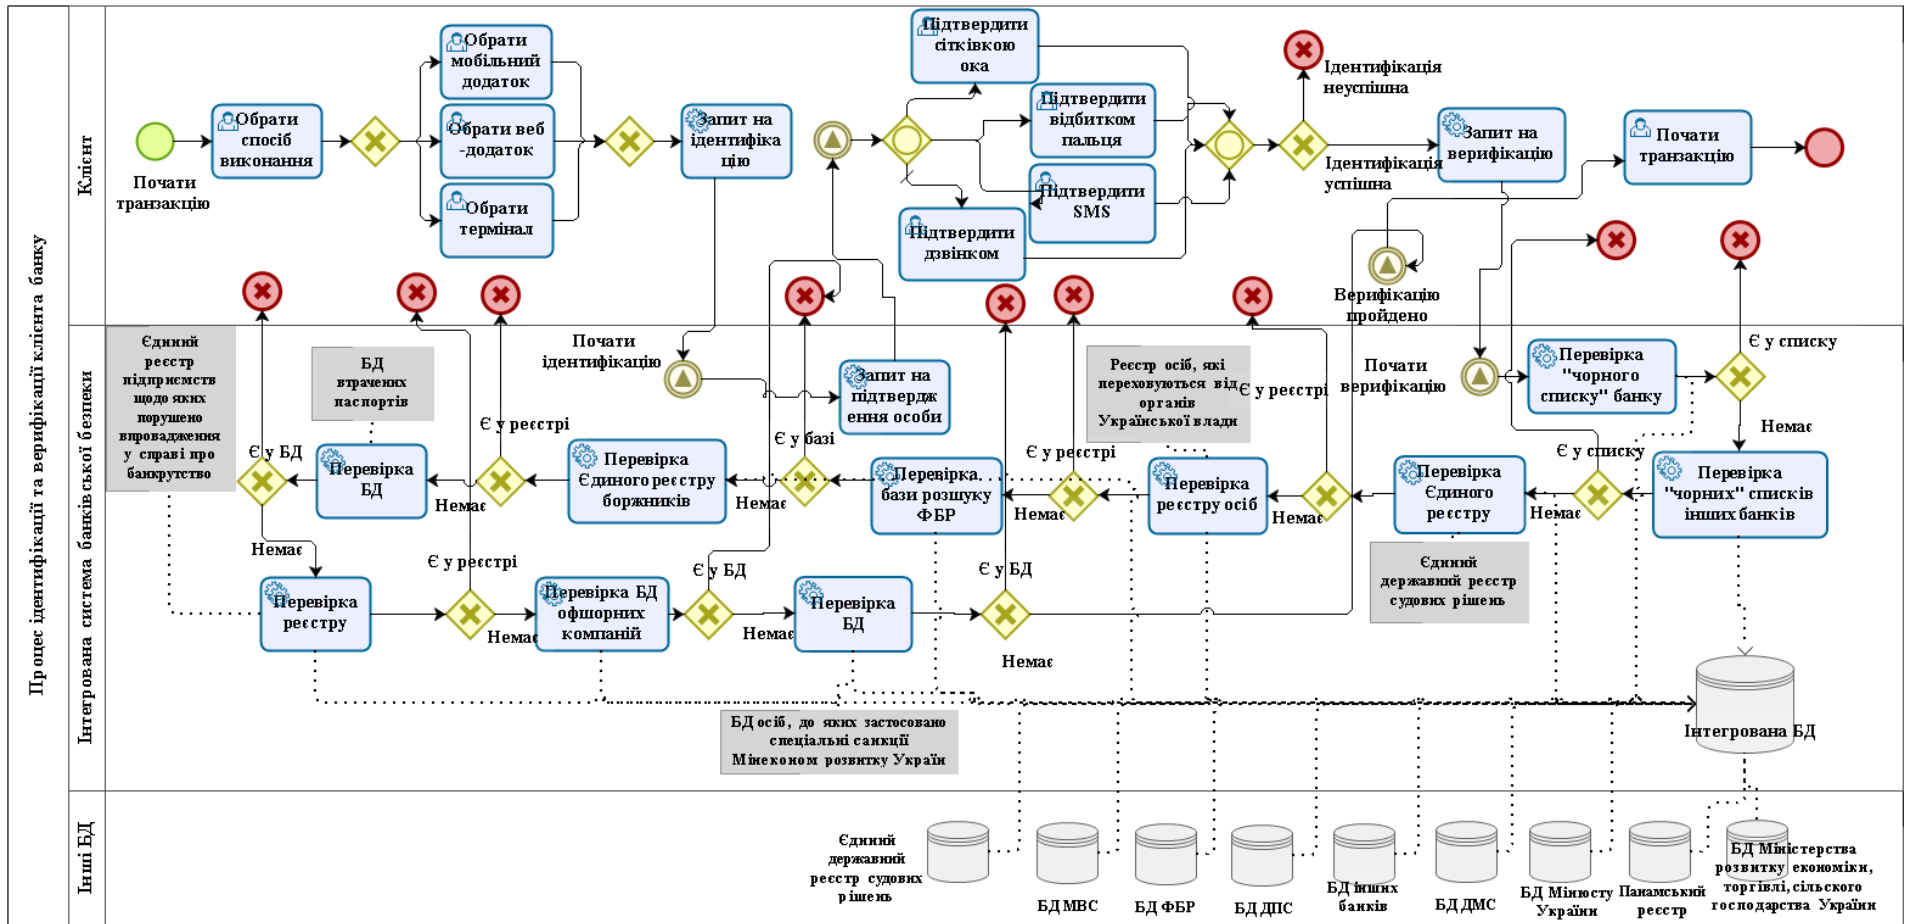 Процес ідентифікації та верифікації клієнта банку
Клієнт
Почати
транзакцію
Обрати
спосіб
виконання
Обрати
мобільний
додаток
Обрати веб
-додаток
Обрати
термінал
Запит на
ідентифіка
цію
Підтвердити
сітківкою
ока
Підтвердити
відбитком
пальця
Підтвердити
SMS
Підтвердити
дзвінком
Ідентифікація
неуспішна
Ідентифікація
успішна
Запит на
верифікацію
Почати
транзакцію
Верифікацію
пройдено
Інтегрована система банківської безпеки
Єдиний
реєстр
підприємств
щодо яких
порушено
впровадження
у справі про
банкрутство
БД
втрачених
паспортів
Почати
ідентифікацію
Запит на
підтвердж
ення особи
Реєстр осіб, які
переховуються від
органів
Української влади
Почати
верифікацію
Перевірка
"чорного
списку" банку
Є у списку
Немає
Перевірка
"чорних" списків
інших банків
Є у списку
Немає
Перевірка
Єдиного
реєстру
Єдиний
державний реєстр
судових рішень
Є у реєстрі
Немає
Перевірка
реєстру осіб
Є у реєстрі
Немає
Перевірка
бази розшуку
ФБР
Є у базі
Немає
Перевірка
Єдиного реєстру
боржників
Є у реєстрі
Немає
Перевірка
БД
Є у БД
Немає
Перевірка
реєстру
Є у реєстрі
Немає
Перевірка БД
офшорних
компаній
Є у БД
Немає
Перевірка
БД
Є у БД
Немає
БД осіб, до яких застосовано
спеціальні санкції
Мінеконом розвитку Україн
Інтегрована БД
Інші БД
Єдиний
державний
реєстр судових
рішень
БД МВС
БД ФБР
БД ДПС
БД інших
банків
БД ДМС
БД Мінюсту
України
Панамський
реєстр
БД Міністерства
розвитку економіки,
торгівлі, сільского
господарства України